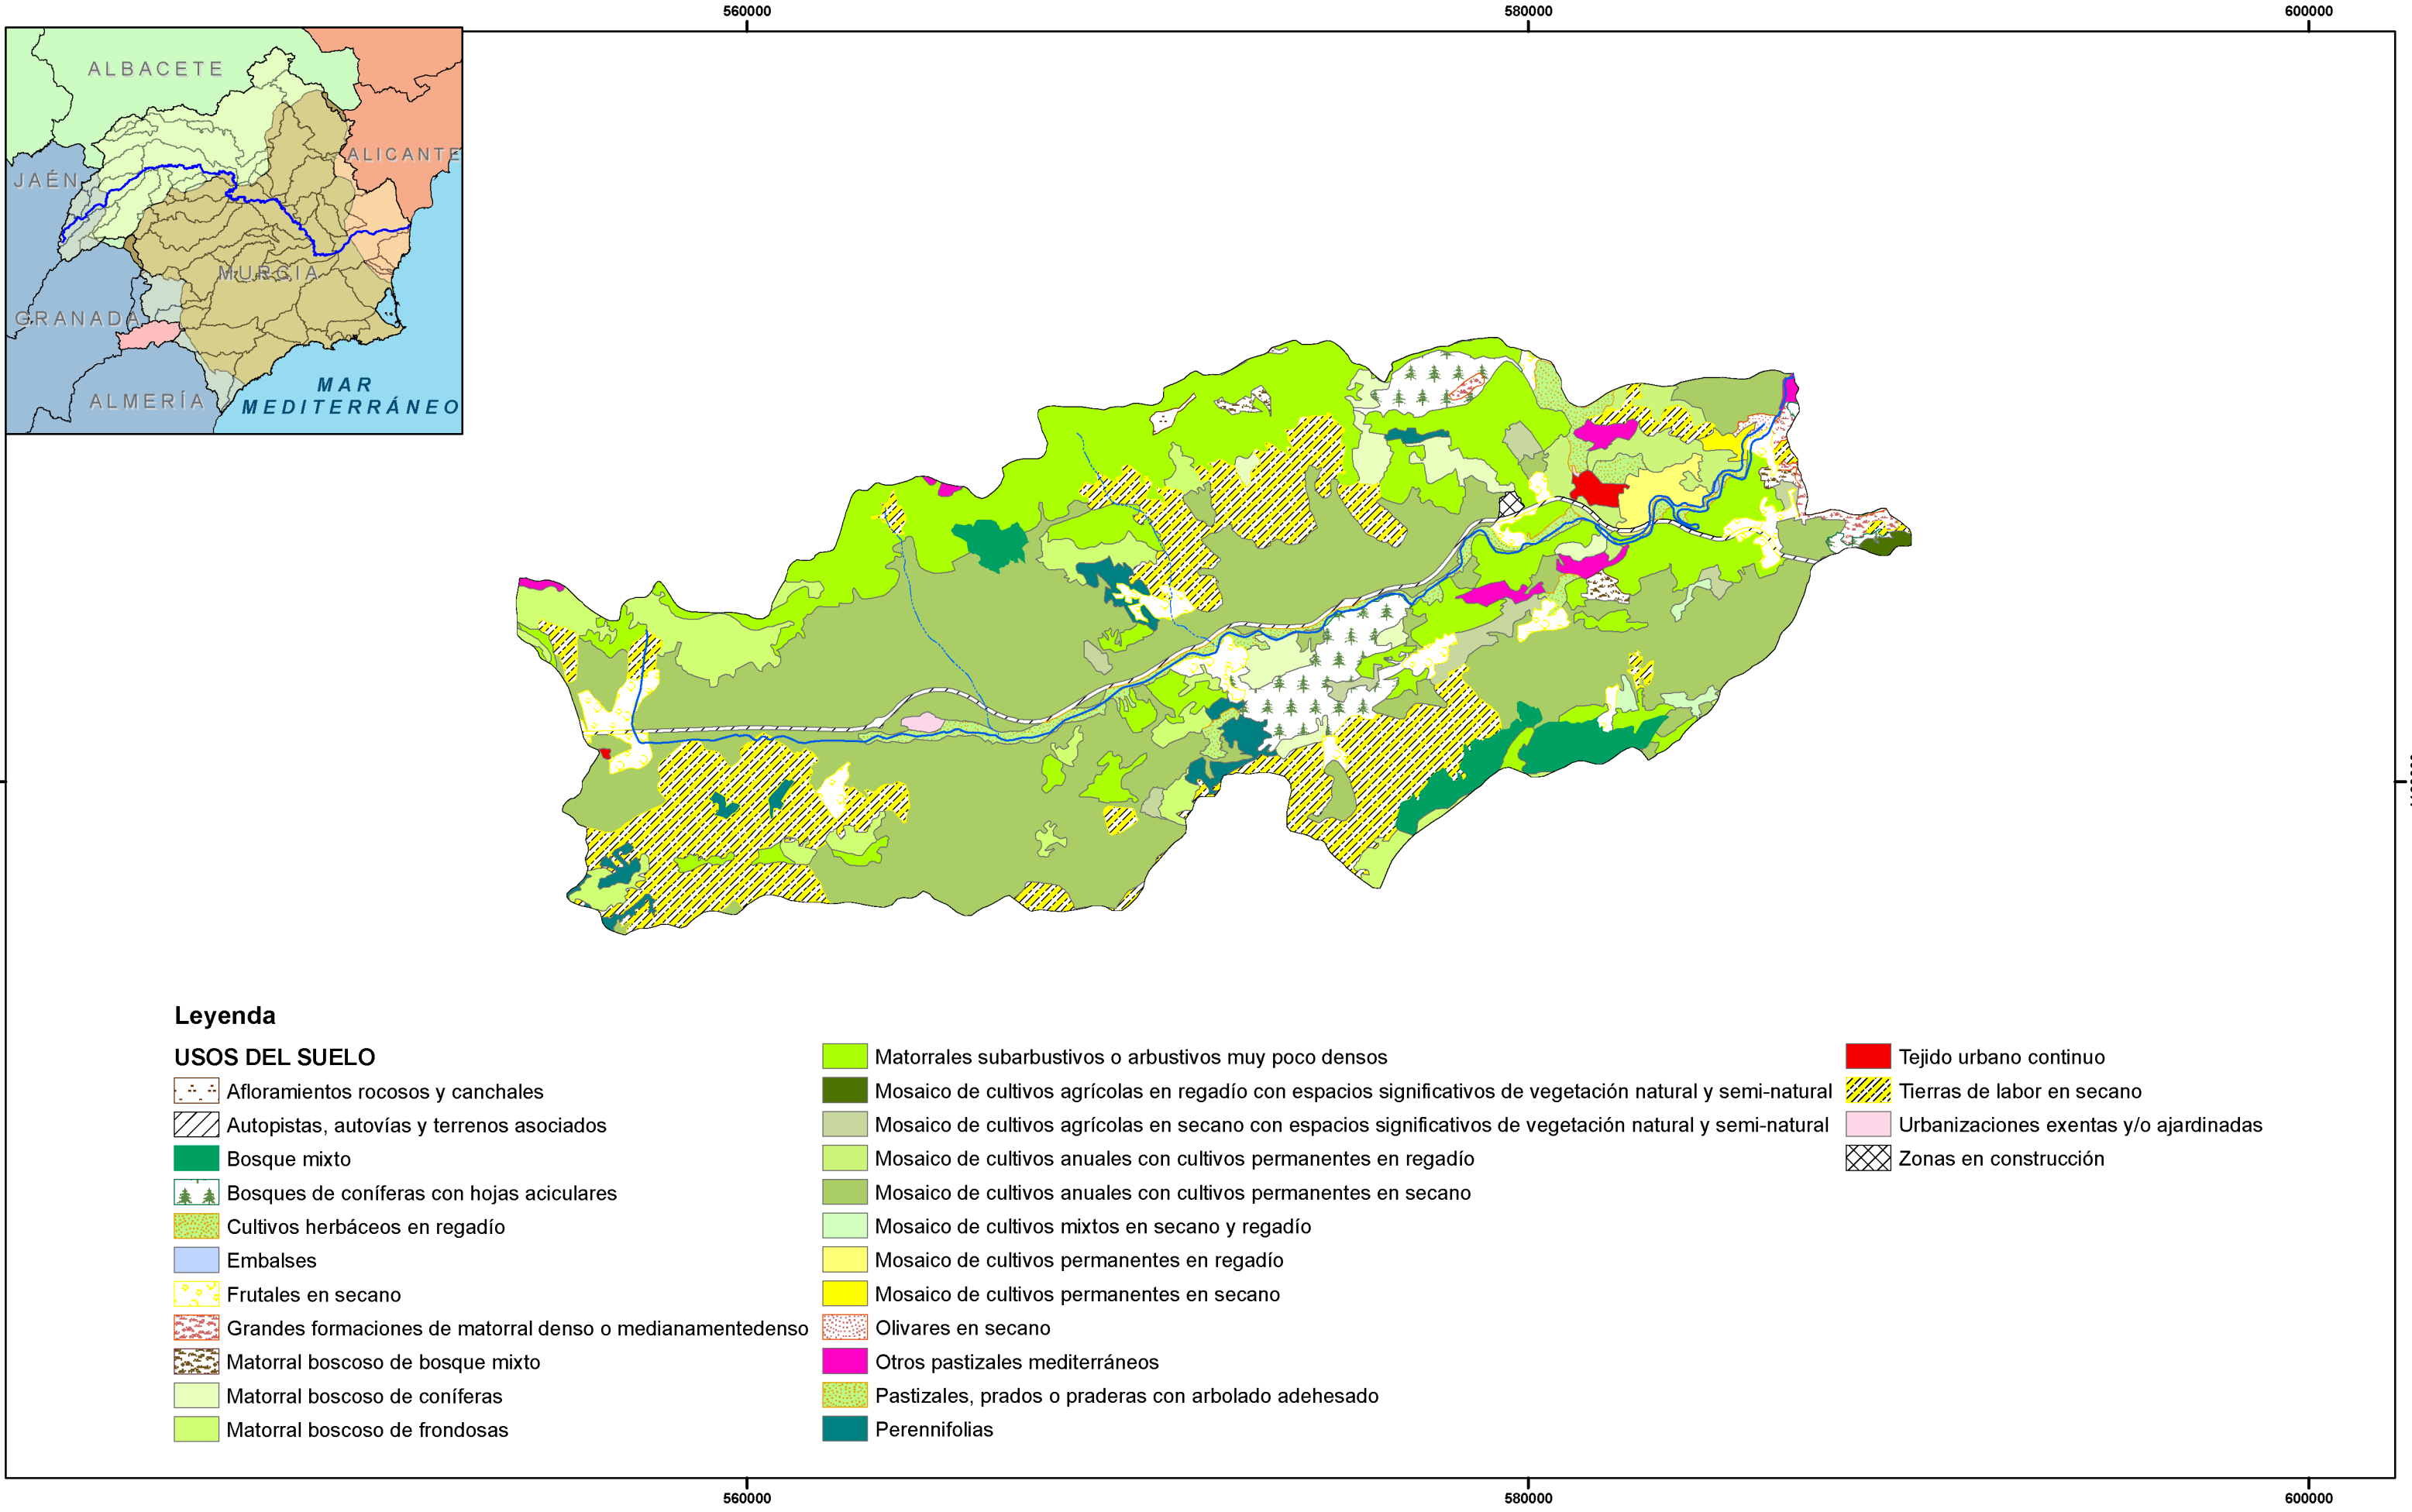 560000
580000
600000
ALBACETE
ALICANTE
JAÉN
MURCIA
GRANADA
ALMERÍA
MAR
MEDITERRÁNEO
Leyenda
USOS DEL SUELO
Afloramientos rocosos y canchales
Autopistas, autovías y terrenos asociados
Bosque mixto
Bosques de coníferas con hojas aciculares
Cultivos herbáceos en regadío
Embalses
Frutales en secano
Grandes formaciones de matorral denso o medianamentedenso
Matorral boscoso de bosque mixto
Matorral boscoso de coníferas
Matorral boscoso de frondosas
Matorrales subarbustivos o arbustivos muy poco densos
Mosaico de cultivos agrícolas en regadío con espacios significativos de vegetación natural y semi-natural
Mosaico de cultivos agrícolas en secano con espacios significativos de vegetación natural y semi-natural
Mosaico de cultivos anuales con cultivos permanentes en regadío
Mosaico de cultivos anuales con cultivos permanentes en secano
Mosaico de cultivos mixtos en secano y regadío
Mosaico de cultivos permanentes en regadío
Mosaico de cultivos permanentes en secano
Olivares en secano
Otros pastizales mediterráneos
Pastizales, prados o praderas con arbolado adehesado
Perennifolias
Tejido urbano continuo
Tierras de labor en secano
Urbanizaciones exentas y/o ajardinadas
Zonas en construcción
560000
580000
600000